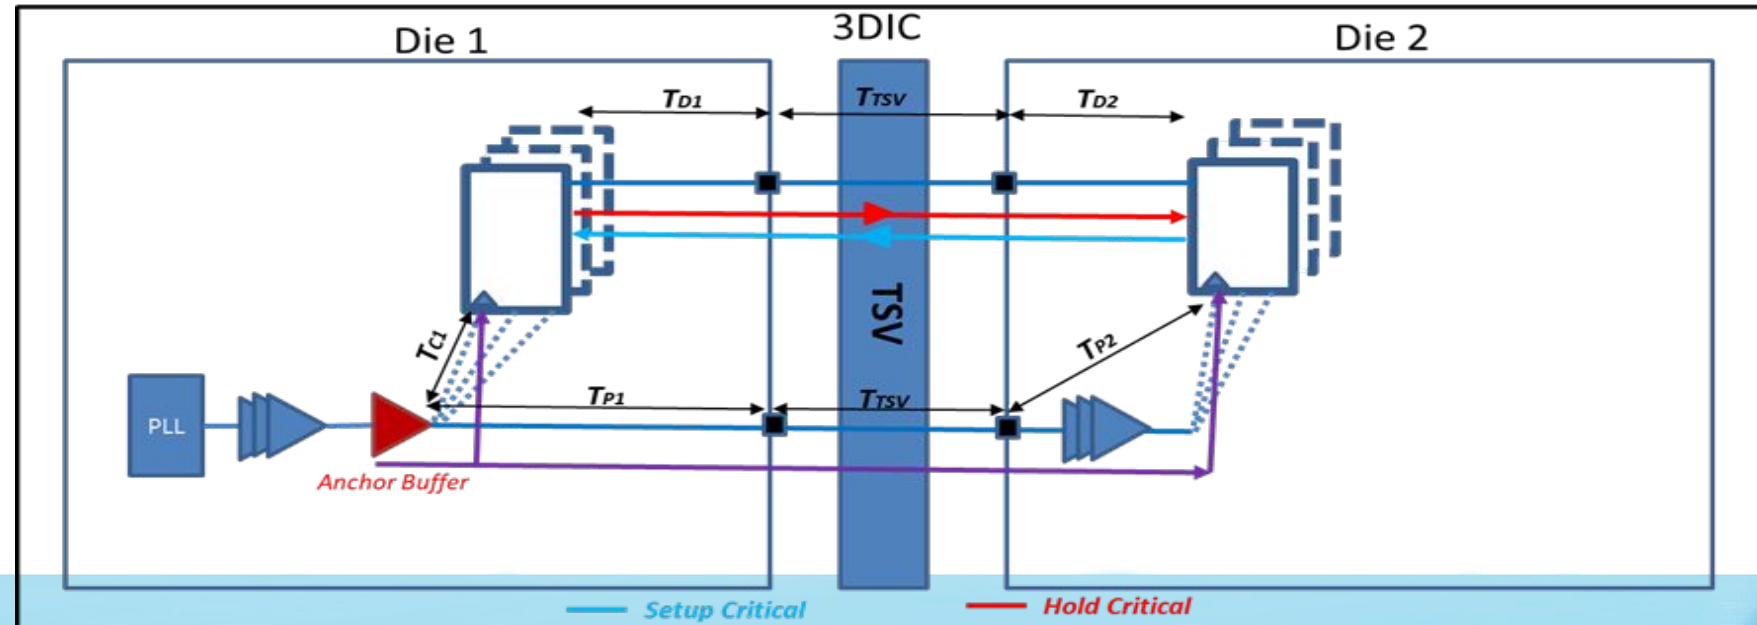 3DIC
Die 1
Die 2
TD1
TTSV
TD2
TSV
TC1
TP2
TP1
TTSV
PLL
Anchor Buffer
Setup Critical
Hold Critical